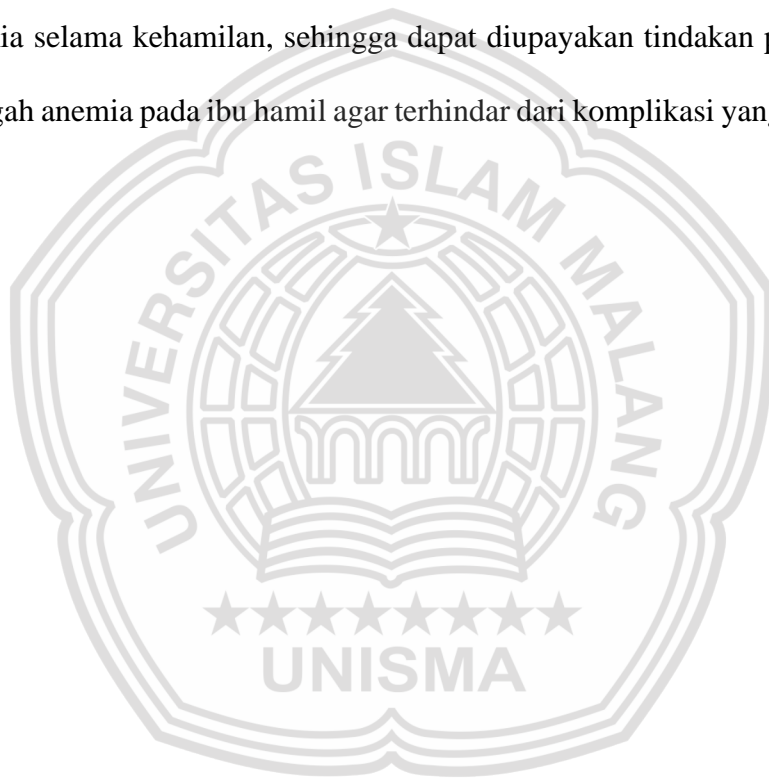 ia selama kehamilan, sehingga dapat diupayakan tindakan p
gah anemia pada ibu hamil agar terhindar dari komplikasi yang
UNIVERSITAS ISLAM MALANG
UNISMA